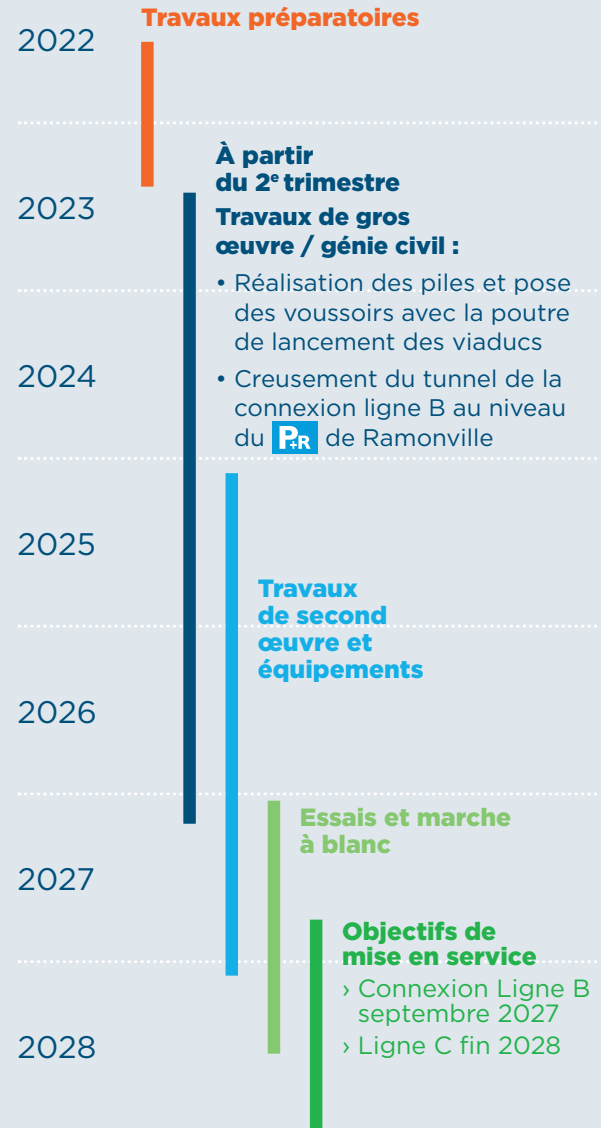 Travaux préparatoires
2022
À partir
du 2e trimestre
2023
Travaux de gros
œuvre / génie civil :
• Réalisation des piles et pose
des voussoirs avec la poutre
de lancement des viaducs
2024
• Creusement du tunnel de la
connexion ligne B au niveau
du P+R de Ramonville
2025
Travaux
de second
œuvre et
équipements
2026
Essais et marche
à blanc
2027
Objectifs de
mise en service
› Connexion Ligne B
septembre 2027
› Ligne C fin 2028
2028